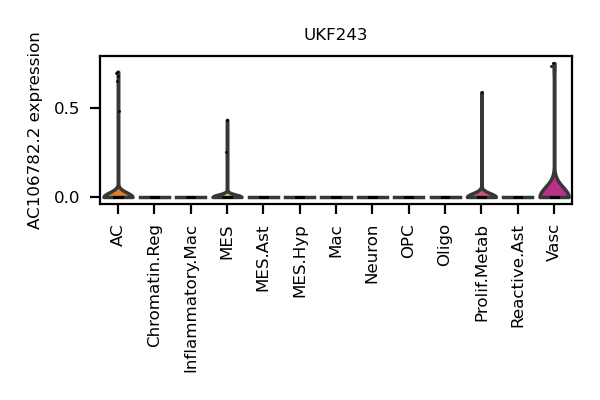 UKF243
AC106782.2 expression
0.5
0.0
AC
Chromatin.Reg
Inflammatory.Mac
MES
MES.Ast
MES.Hyp
Mac
Neuron
OPC
Oligo
Prolif.Metab
Reactive.Ast
Vasc